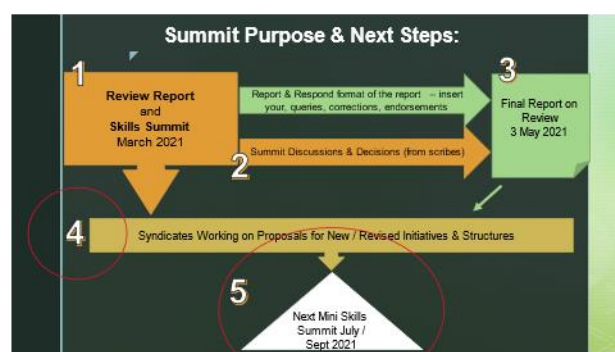 Summit Purpose & Next Steps:
1
Review Report
and
Skills Summit
March 2021
Report & Respond format of the report -- insert
your, queries, corrections, endorsements
2
Summit Discussions & Decisions (from scribes)
3
Final Report on
Review
3 May 2021
4
Syndicates Working on Proposals for New / Revised Initiatives & Structures
5
Next Mini Skills
Summit July /
Sept 2021